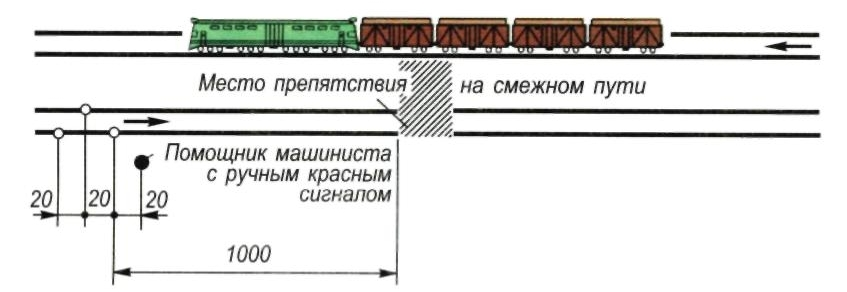 Место препятствия на смежном пути
Помощник машиниста
с ручным красным
сигналом
20 20 20
1000